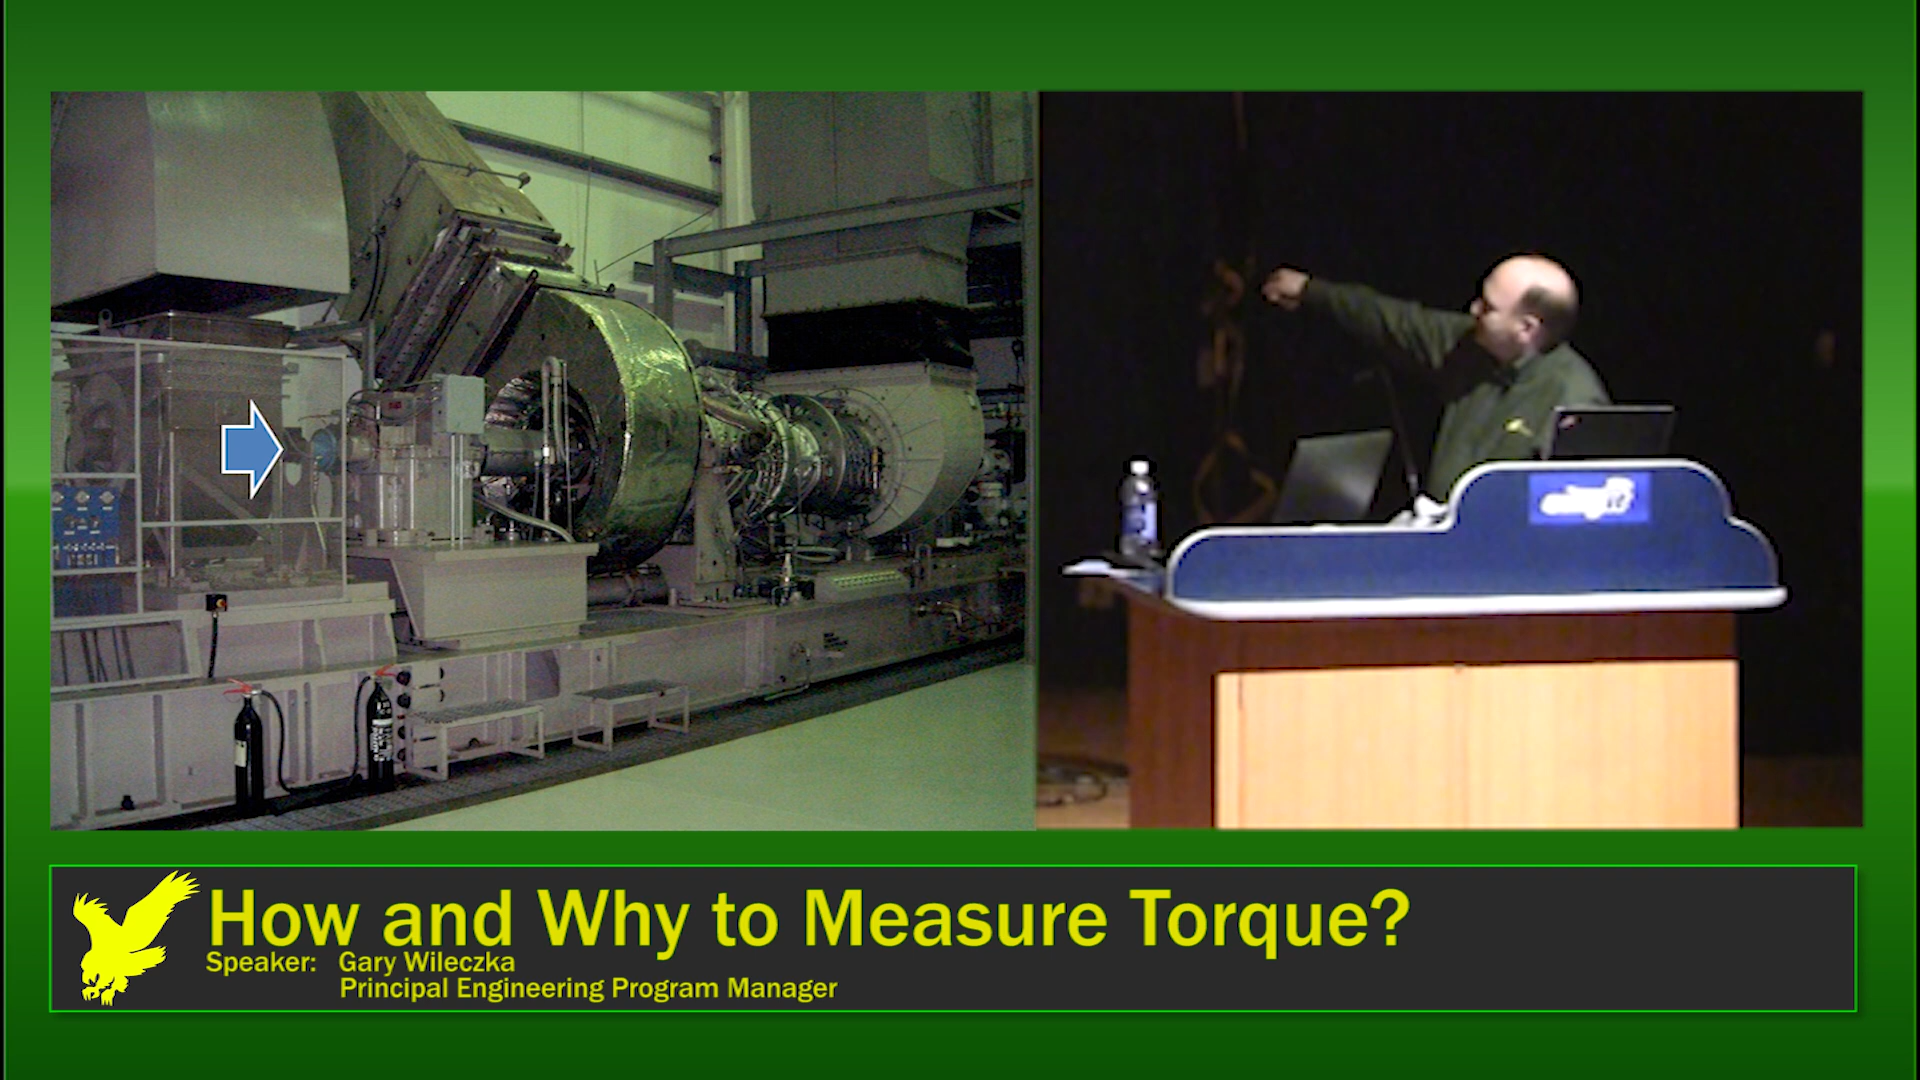 How and Why to Measure Torque?
Speaker: Gary Wileczka
Principal Engineering Program Manager